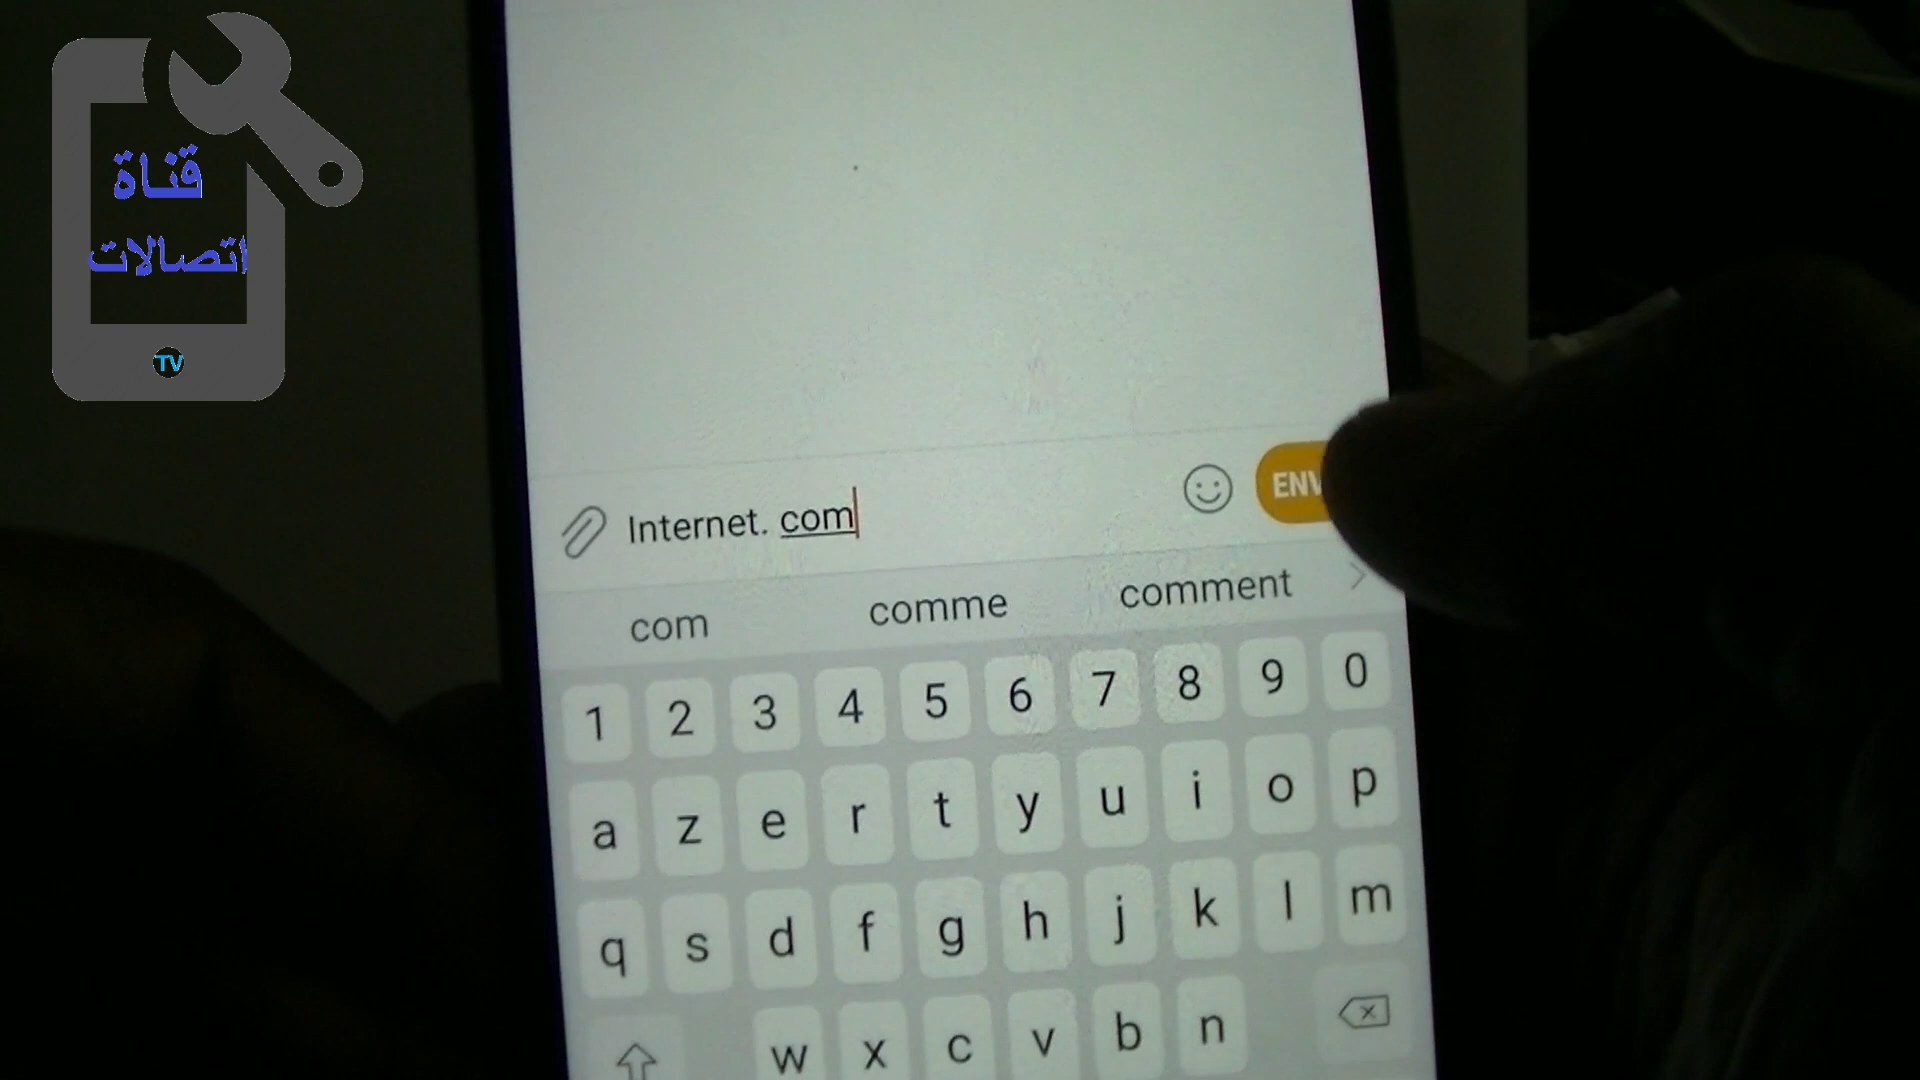 قناة
اتصالات
TV
Internet. com
ENV
com comme comment
1 2 3 4 5 6 7 8 9 0
a z e r t y u i o p
q s d f g h j k l m
w x c v b n